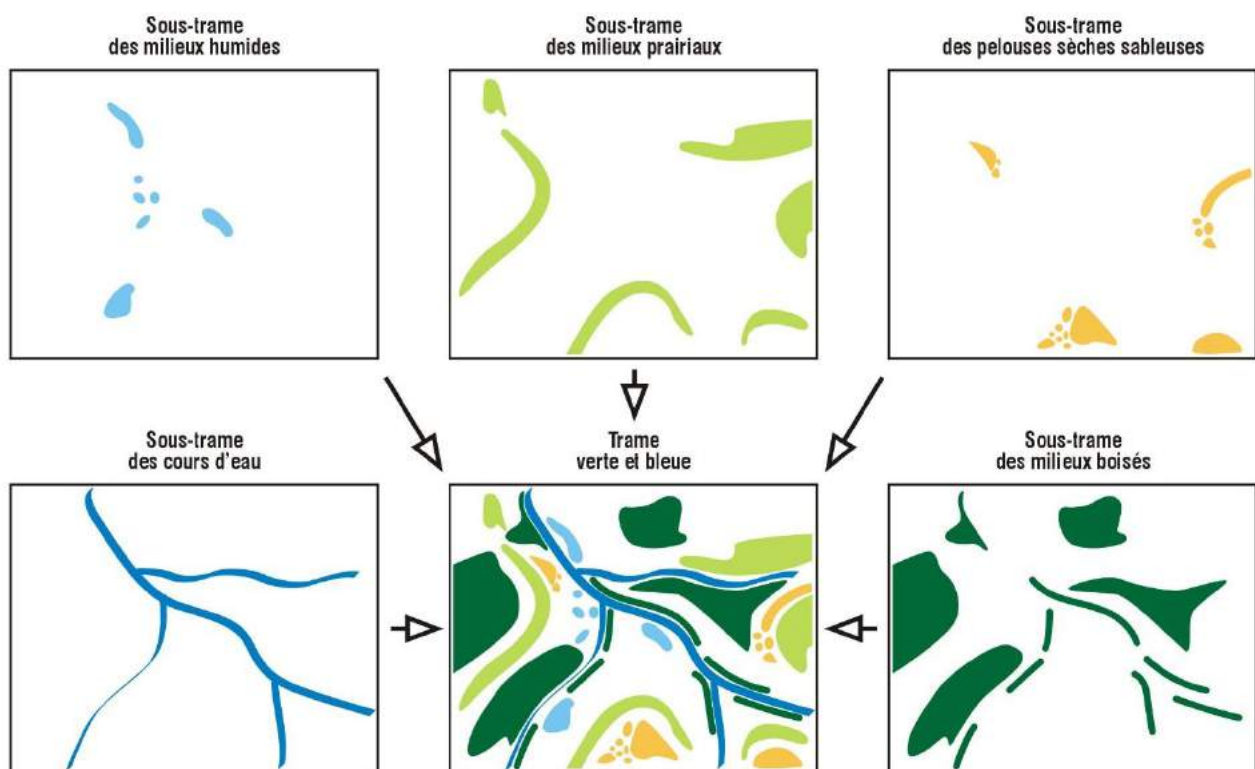 Sous-trame
des milieux humides
Sous-trame
des milieux prairiaux
Sous-trame
des pelouses sèches sableuses
Sous-trame
des cours d'eau
Trame
verte et bleue
Sous-trame
des milieux boisés